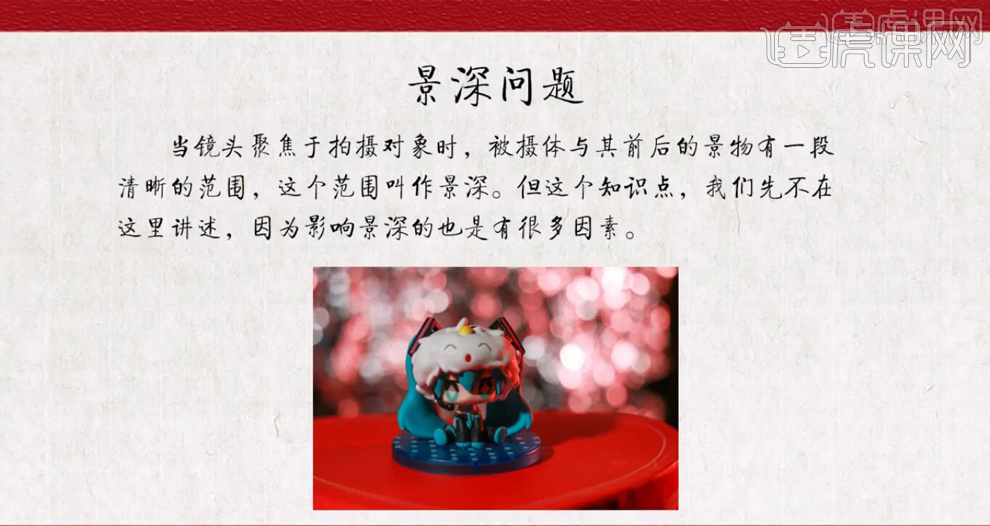 虎课网
景深问题
当镜头聚焦于拍摄对象时，被摄体与其前后的景物有一段
清晰的范围，这个范围叫作景深。但这个知识点，我们先不在
这里讲述，因为影响景深的也是有很多因素。